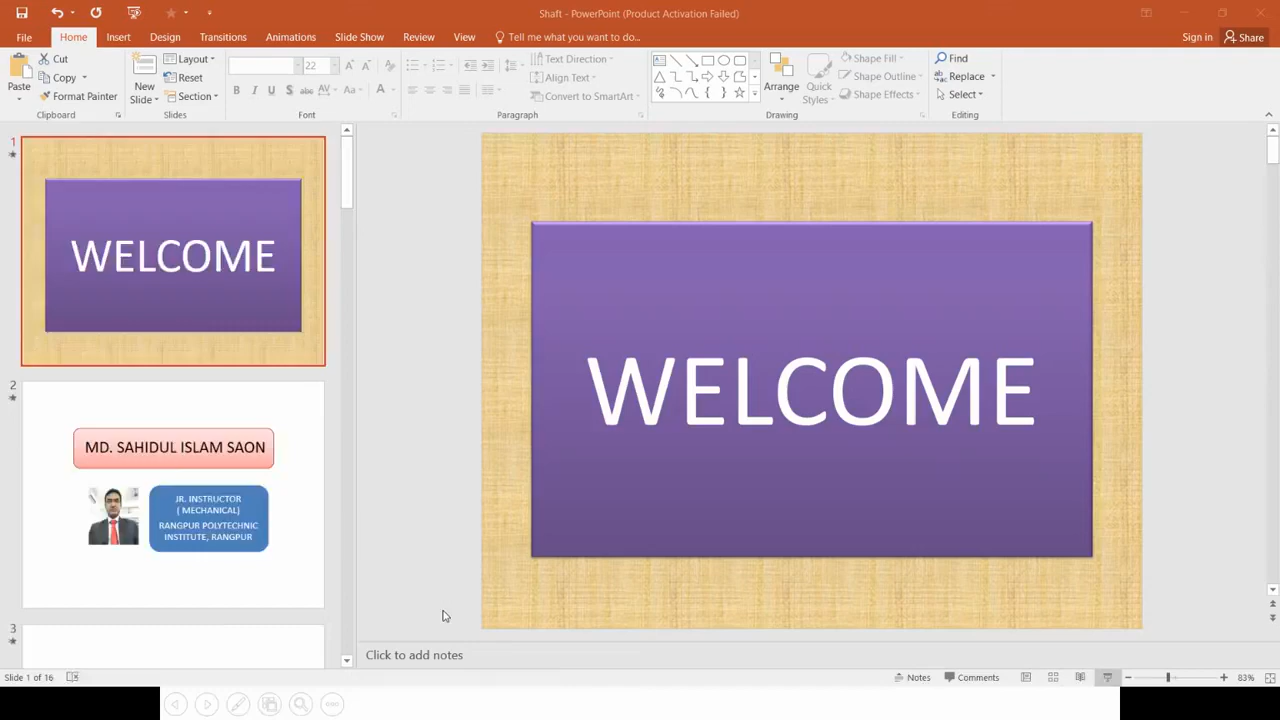 Shaft - PowerPoint (Product Activation Failed)
File Home Insert Design Transitions Animations Slide Show Review View Tell me what you want to do... Sign in Share
Paste Cut Copy Format Painter Clipboard
New Slide Layout Reset Section Slides
22 B I U S abc AV Aa A A A Font
Text Direction Align Text Convert to SmartArt Paragraph
Arrange Quick Styles Shape Fill Shape Outline Shape Effects Drawing
Find Replace Select Editing
1
WELCOME
2
MD. SAHIDUL ISLAM SAON
JR. INSTRUCTOR
( MECHANICAL)
RANGPUR POLYTECHNIC
INSTITUTE, RANGPUR
3
WELCOME
Click to add notes
Slide 1 of 16 Notes Comments 83%